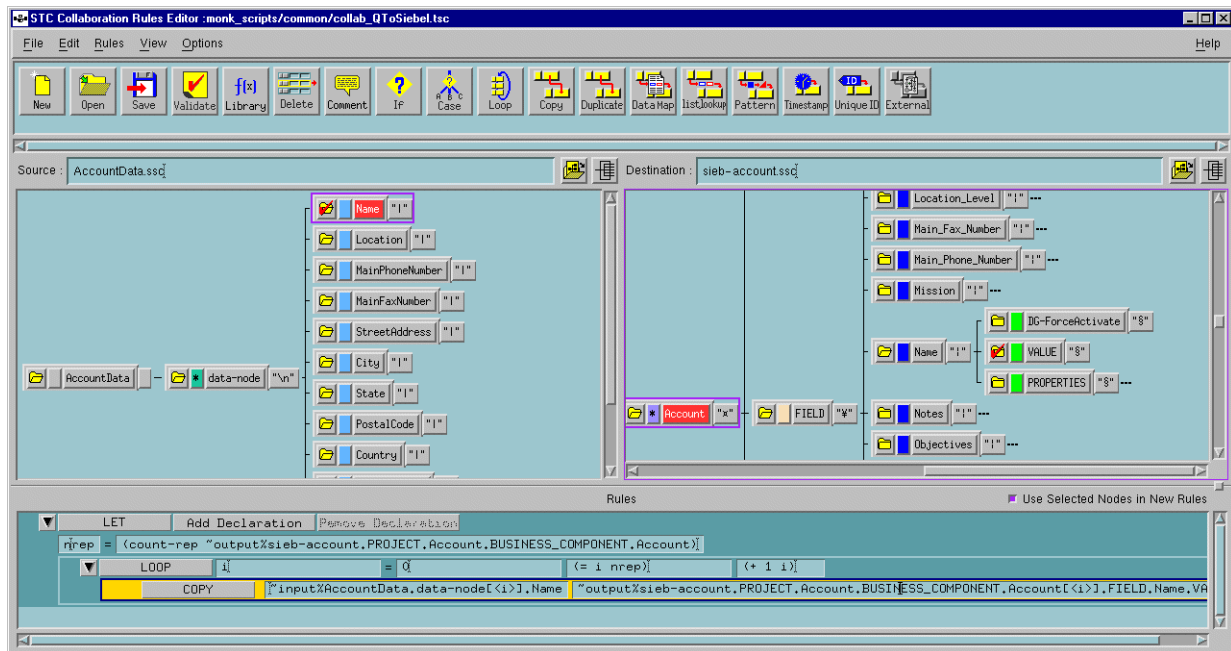 STC Collaboration Rules Editor :monk_scripts/common/collab_QToSiebel.tsc
File Edit Rules View Options Help
f(x) ? A B C ID
New Open Save Validate Library Delete Comment If Case Loop Copy Duplicate Data Map list lookup Pattern Timestamp Unique ID External
Source : AccountData.ssc Destination : sieb-account.ssc
Name "|" Location_Level "¦"
Location "|" Main_Fax_Number "¦"
MainPhoneNumber "|" Main_Phone_Number "¦"
MainFaxNumber "|" Mission "¦"
StreetAddress "|" DG-ForceActivate "§"
City "|" Name "¦" VALUE "§"
AccountData * data-node "\n" State "|" PROPERTIES "§"
PostalCode "|" * Account "×" FIELD "¥" Notes "¦"
Country "|" Objectives "¦"
Rules Use Selected Nodes in New Rules
LET Add Declaration Remove Declaration
nrep = (count-rep ~output%sieb-account.PROJECT.Account.BUSINESS_COMPONENT.Account)
LOOP i = 0 (= i nrep) (+ 1 i)
COPY ~input%AccountData.data-node[<i>].Name ~output%sieb-account.PROJECT.Account.BUSINESS_COMPONENT.Account[<i>].FIELD.Name.VA